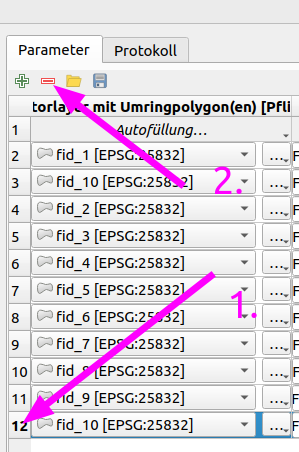 Parameter Protokoll
torlayer mit Umringpolygon(en) [Pfli
1 Autofüllung...
2 fid_1 [EPSG:25832] ... F
3 fid_10 [EPSG:25832] ... F
2.
4 fid_2 [EPSG:25832] ... F
5 fid_3 [EPSG:25832] ... F
6 fid_4 [EPSG:25832] ... F
7 fid_5 [EPSG:25832] ... F
1.
8 fid_6 [EPSG:25832] ... F
9 fid_7 [EPSG:25832] ... F
10 fid_8 [EPSG:25832] ... F
11 fid_9 [EPSG:25832] ... F
12 fid_10 [EPSG:25832] ... F